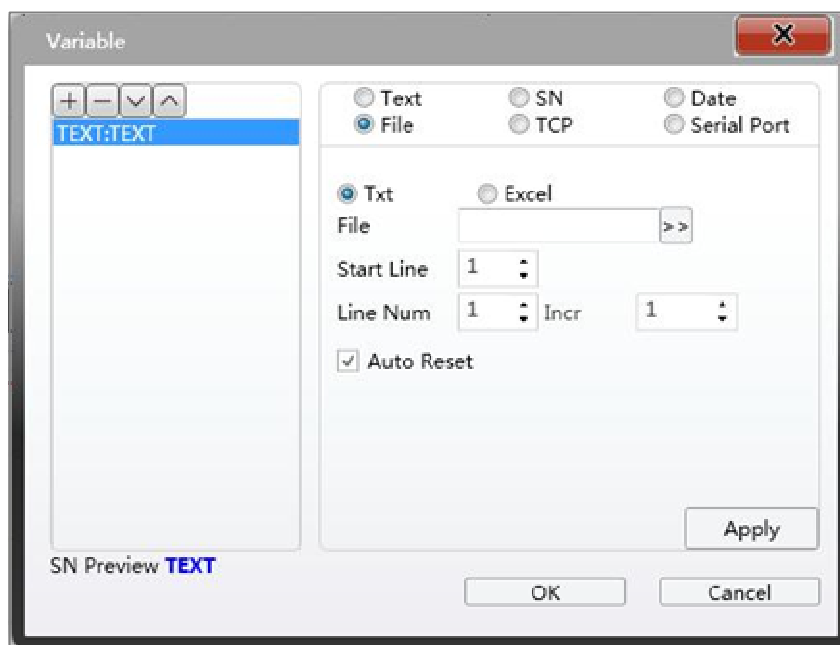 Variable
TEXT:TEXT
Text SN Date
File TCP Serial Port
Txt Excel
File >>
Start Line 1
Line Num 1 Incr 1
Auto Reset
Apply
SN Preview TEXT
OK Cancel